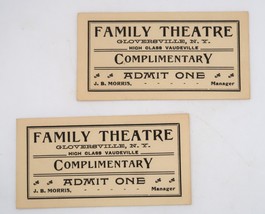 FAMILY THEATRE
GLOVERSVILLE, N. Y.
HIGH CLASS VAUDEVILLE
COMPLIMENTARY
ADMIT ONE
J. B. MORRIS, - - - - - Manager
FAMILY THEATRE
GLOVERSVILLE, N. Y.
HIGH CLASS VAUDEVILLE
COMPLIMENTARY
ADMIT ONE
J. B. MORRIS, - - - - - Manager